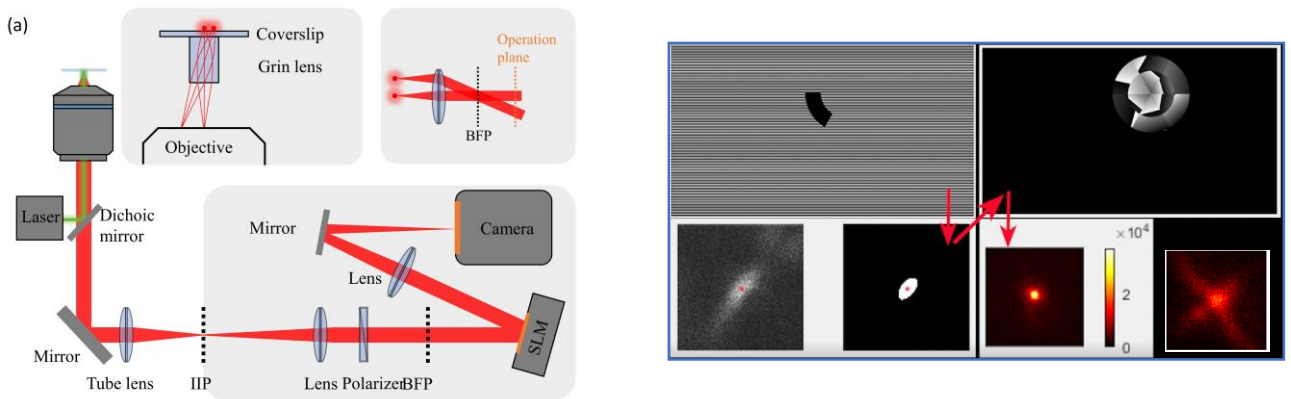 (a)
Coverslip
Grin lens
Objective
Operation
plane
BFP
Laser
Dichoic
mirror
Mirror
Camera
Lens
SLM
Mirror
Tube lens
IIP
Lens
Polarizer
BFP
× 10⁴
2
0